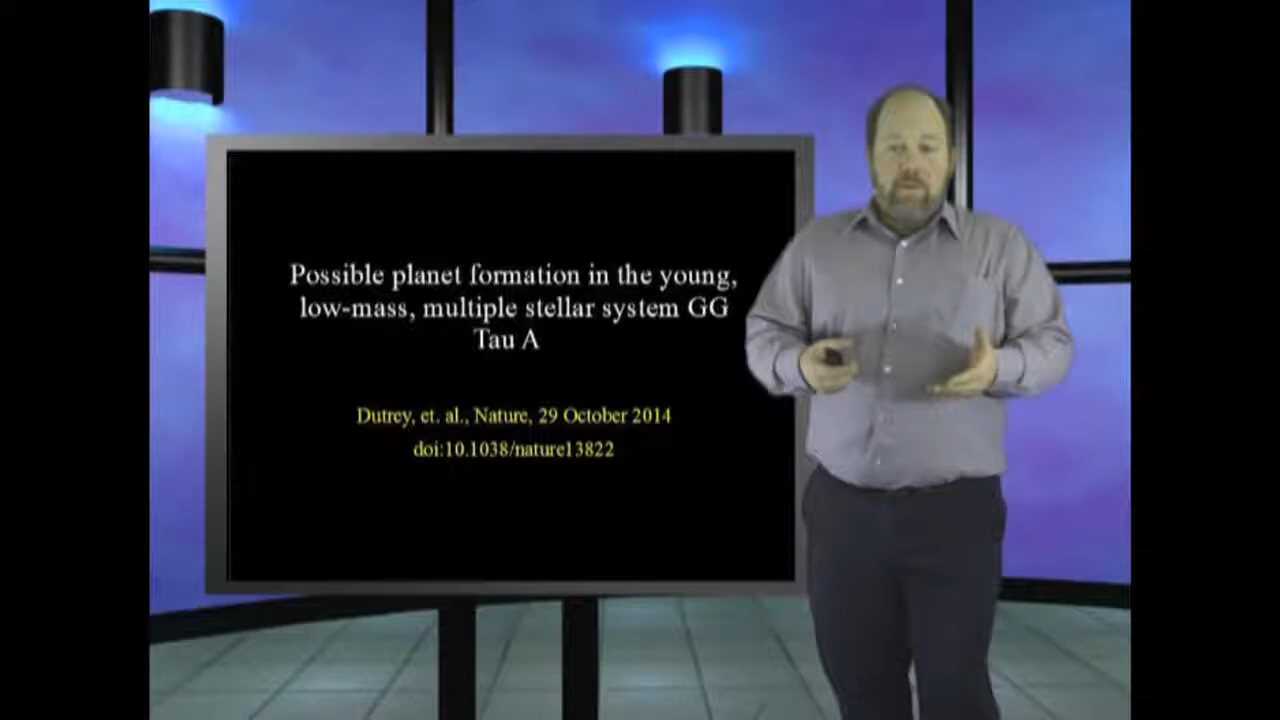 Possible planet formation in the young,
low-mass, multiple stellar system GG
Tau A
Dutrey, et. al., Nature, 29 October 2014
doi:10.1038/nature13822